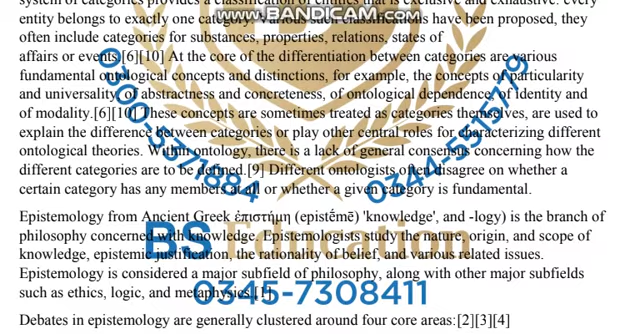 system of categories provides a classification of entities that is exclusive and exhaustive: every
entity belongs to exactly one category. Various such classifications have been proposed, they
often include categories for substances, properties, relations, states of
affairs or events.[6][10] At the core of the differentiation between categories are various
fundamental ontological concepts and distinctions, for example, the concepts of particularity
and universality, of abstractness and concreteness, of ontological dependence, of identity and
of modality.[6][10] These concepts are sometimes treated as categories themselves, are used to
explain the difference between categories or play other central roles for characterizing different
ontological theories. Within ontology, there is a lack of general consensus concerning how the
different categories are to be defined.[9] Different ontologists often disagree on whether a
certain category has any members at all or whether a given category is fundamental.
Epistemology from Ancient Greek ἐπιστήμη (epistḗmē) 'knowledge', and -logy) is the branch of
philosophy concerned with knowledge. Epistemologists study the nature, origin, and scope of
knowledge, epistemic justification, the rationality of belief, and various related issues.
Epistemology is considered a major subfield of philosophy, along with other major subfields
such as ethics, logic, and metaphysics.[1]
Debates in epistemology are generally clustered around four core areas:[2][3][4]
WWW.BANDICAM.COM
0344-5515779
BS Education
0345-7308411